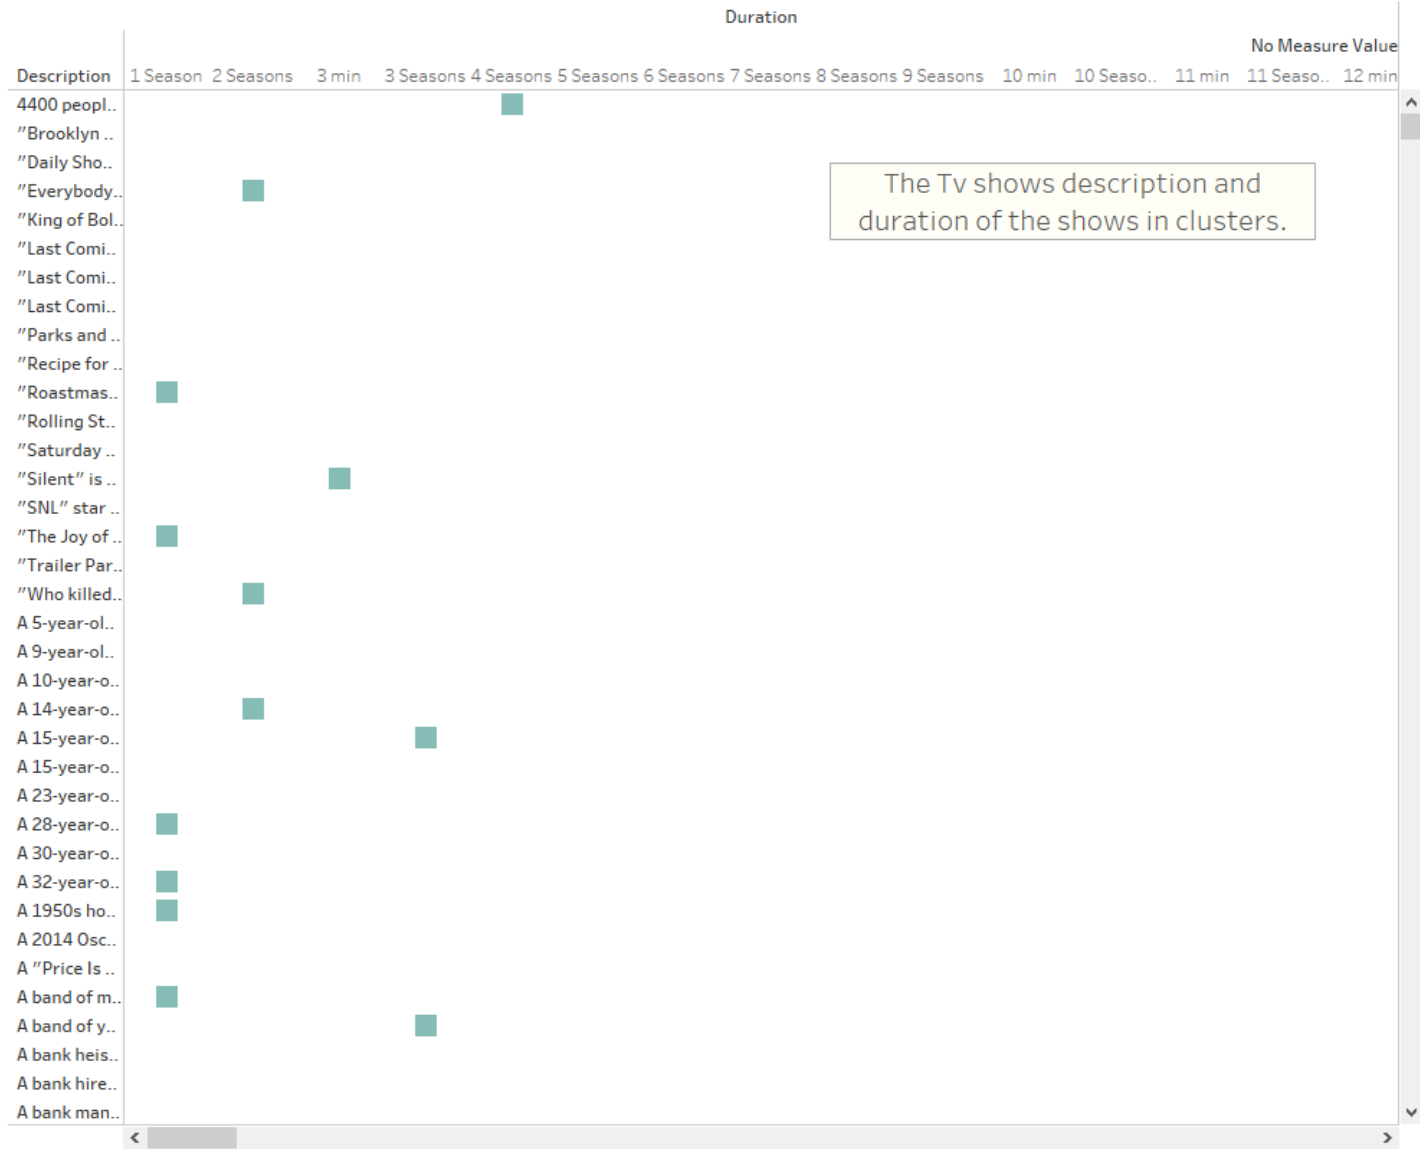 Duration
No Measure Value
Description 1 Season 2 Seasons 3 min 3 Seasons 4 Seasons 5 Seasons 6 Seasons 7 Seasons 8 Seasons 9 Seasons 10 min 10 Seaso.. 11 min 11 Seaso.. 12 min
4400 peopl..
"Brooklyn ..
"Daily Sho..
"Everybody..
"King of Bol..
"Last Comi..
"Last Comi..
"Last Comi..
"Parks and ..
"Recipe for ..
"Roastmas..
"Rolling St..
"Saturday ..
"Silent" is ..
"SNL" star ..
"The Joy of ..
"Trailer Par..
"Who killed..
A 5-year-ol..
A 9-year-ol..
A 10-year-o..
A 14-year-o..
A 15-year-o..
A 15-year-o..
A 23-year-o..
A 28-year-o..
A 30-year-o..
A 32-year-o..
A 1950s ho..
A 2014 Osc..
A "Price Is ..
A band of m..
A band of y..
A bank heis..
A bank hire..
A bank man..
The Tv shows description and
duration of the shows in clusters.